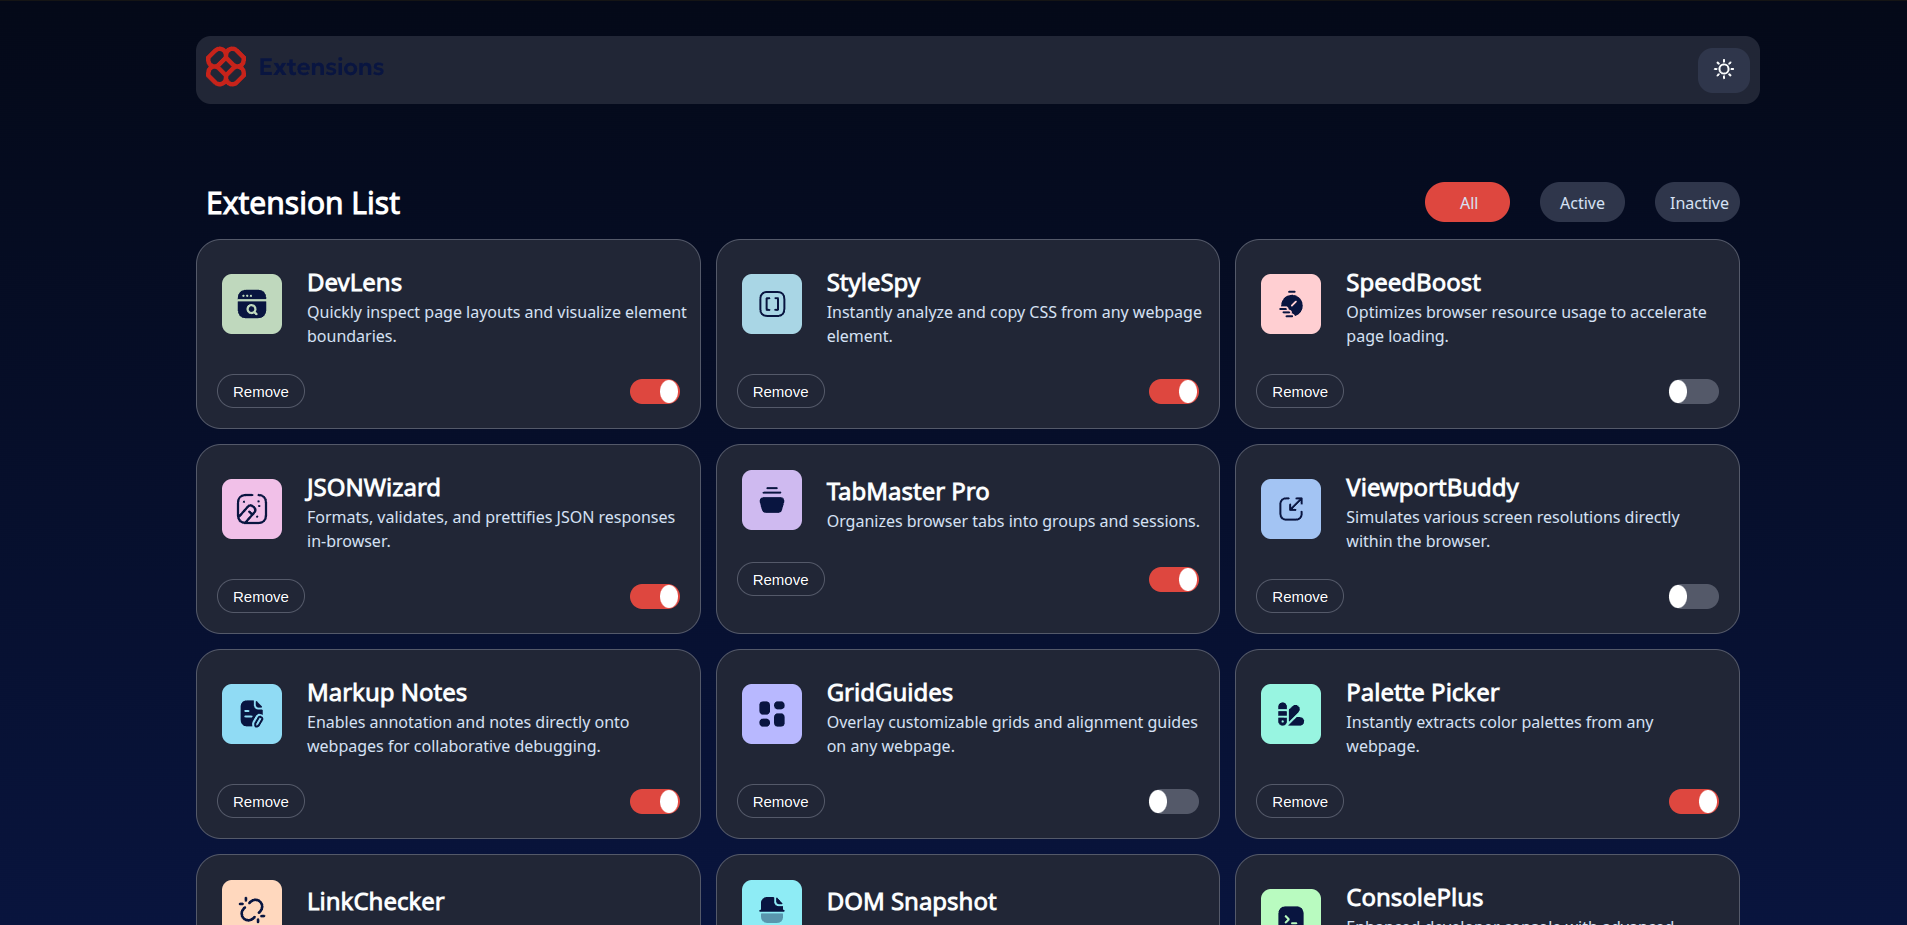 Extensions
Extension List
All
Active
Inactive
DevLens
Quickly inspect page layouts and visualize element
boundaries.
Remove
StyleSpy
Instantly analyze and copy CSS from any webpage
element.
Remove
SpeedBoost
Optimizes browser resource usage to accelerate
page loading.
Remove
JSONWizard
Formats, validates, and prettifies JSON responses
in-browser.
Remove
TabMaster Pro
Organizes browser tabs into groups and sessions.
Remove
ViewportBuddy
Simulates various screen resolutions directly
within the browser.
Remove
Markup Notes
Enables annotation and notes directly onto
webpages for collaborative debugging.
Remove
GridGuides
Overlay customizable grids and alignment guides
on any webpage.
Remove
Palette Picker
Instantly extracts color palettes from any
webpage.
Remove
LinkChecker
DOM Snapshot
ConsolePlus
Enhanced developer console with advanced